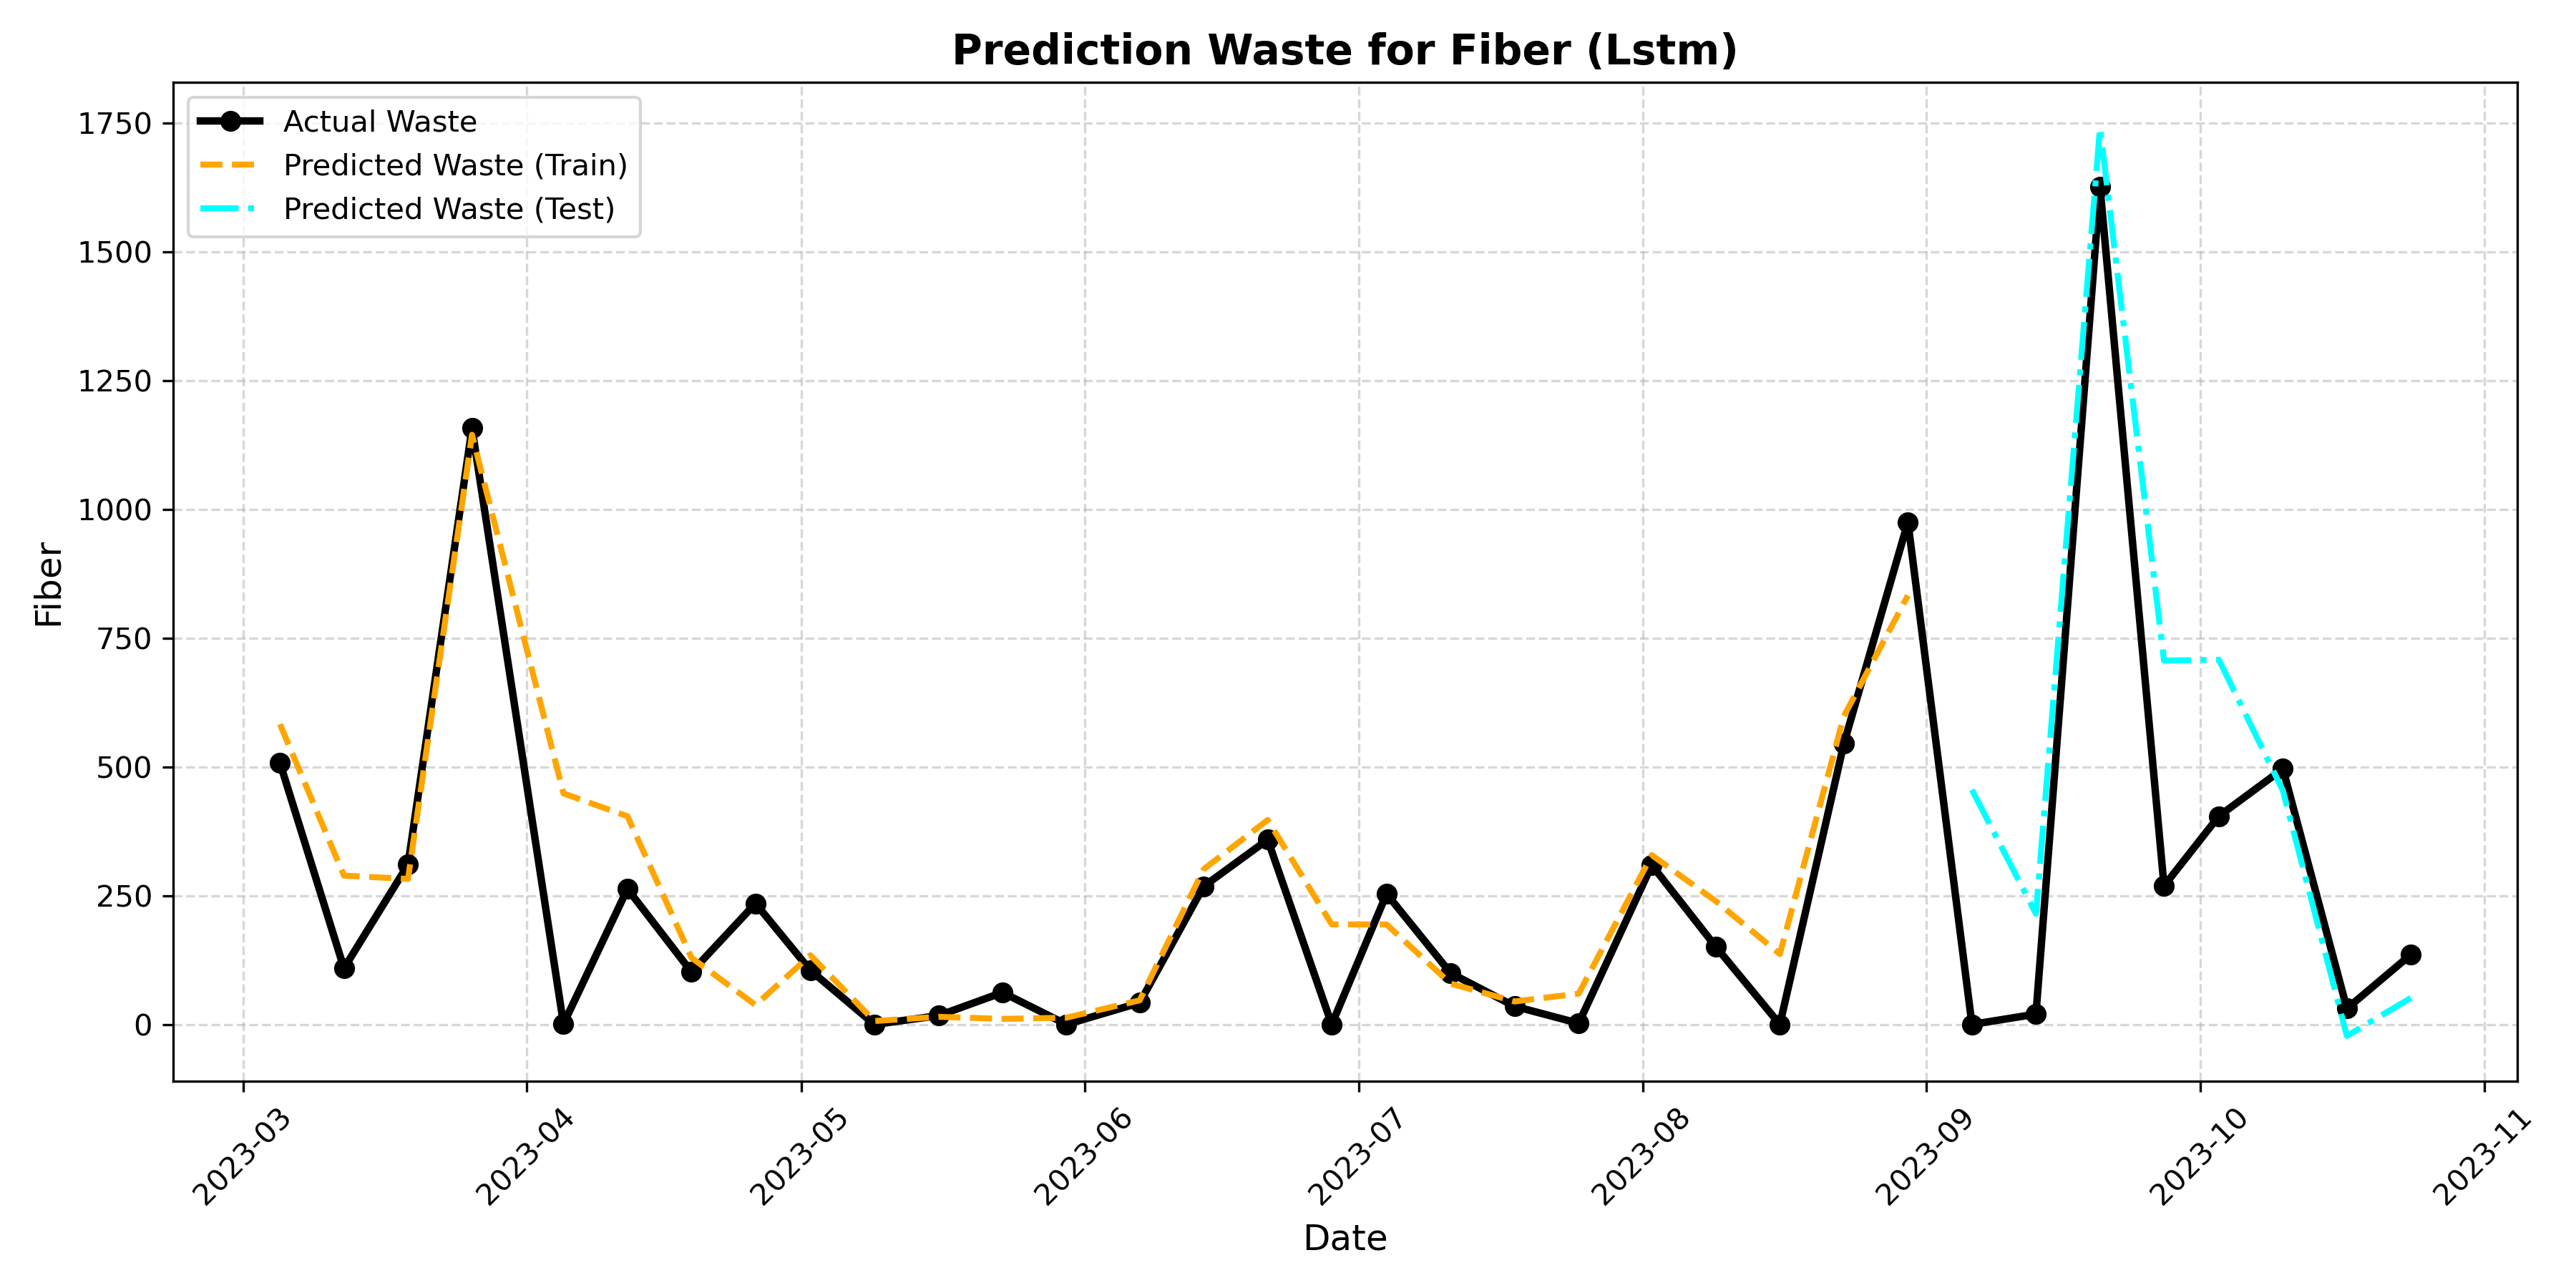 Prediction Waste for Fiber (Lstm)
Actual Waste
Predicted Waste (Train)
Predicted Waste (Test)
1750
1500
1250
1000
750
500
250
0
Fiber
2023-03
2023-04
2023-05
2023-06
2023-07
2023-08
2023-09
2023-10
2023-11
Date